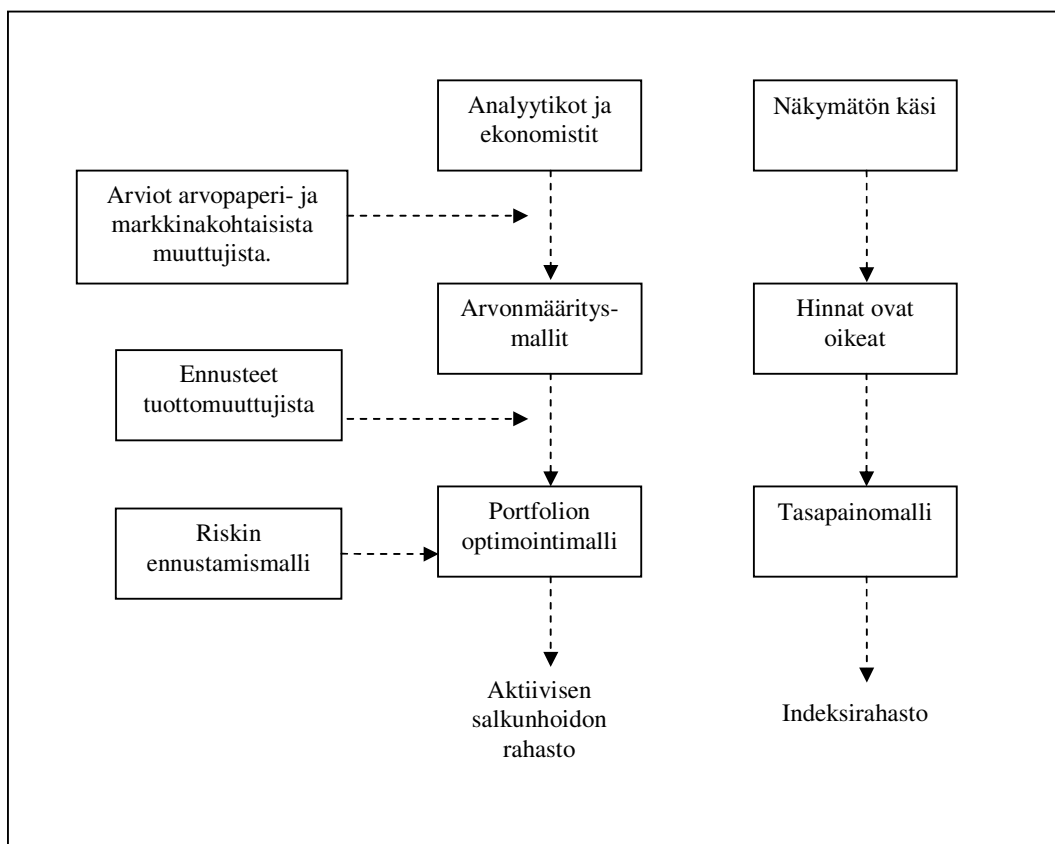 Analyytikot ja
ekonomistit
Näkymätön käsi
Arviot arvopaperi- ja
markkinakohtaisista
muuttujista.
Arvonmääritys-
mallit
Hinnat ovat
oikeat
Ennusteet
tuottomuuttujista
Portfolion
optimointimalli
Tasapainomalli
Riskin
ennustamismalli
Aktiivisen
salkunhoidon
rahasto
Indeksirahasto